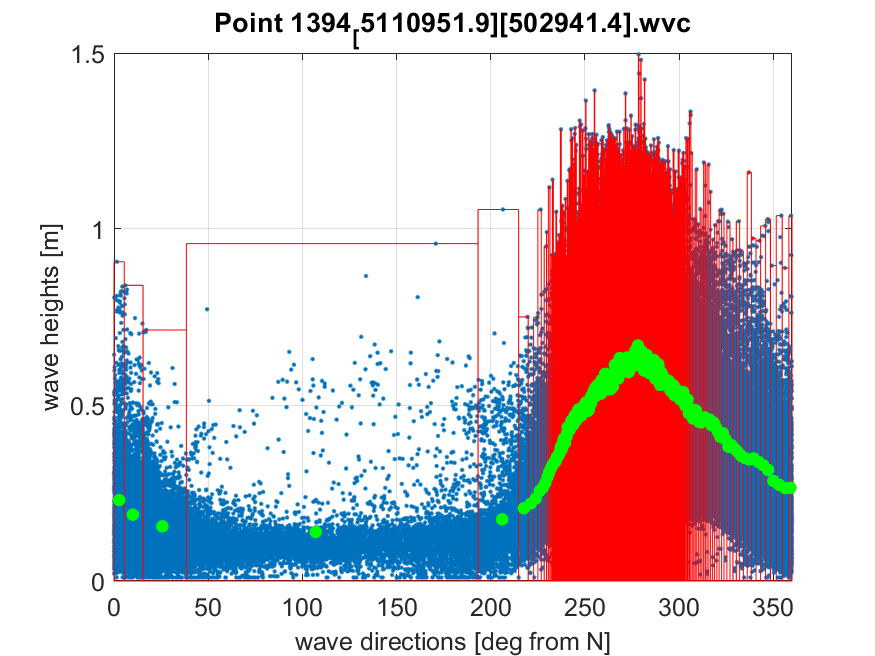 Point 1394[5110951.9][502941.4].wvc
1.5
1
0.5
0
wave heights [m]
0 50 100 150 200 250 300 350
wave directions [deg from N]